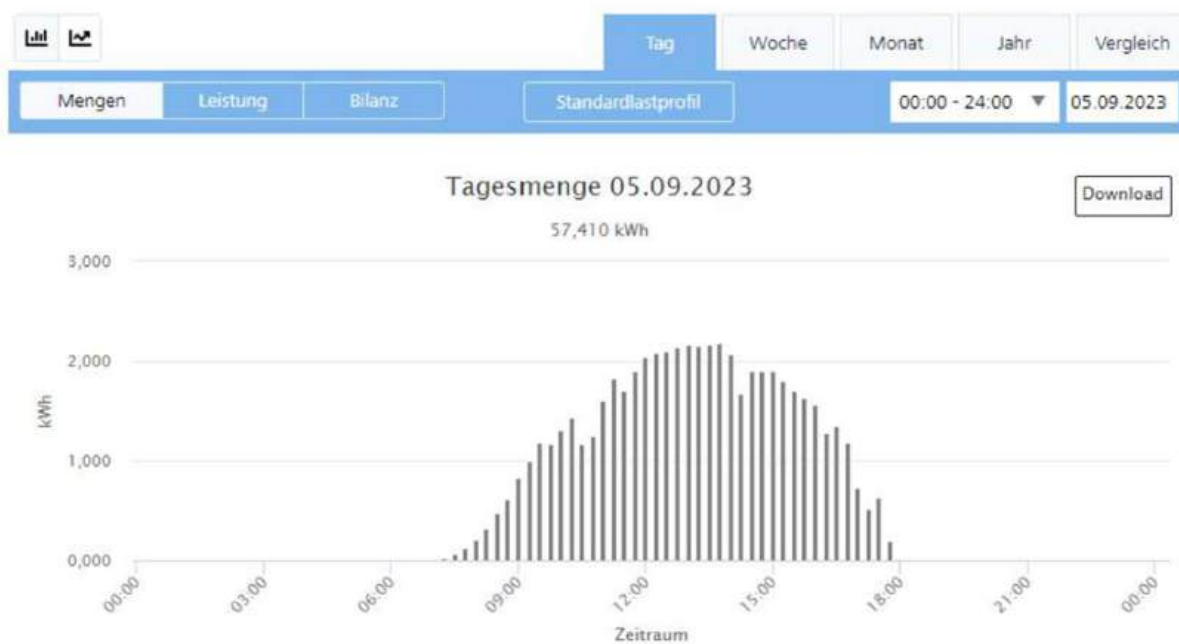 Tag Woche Monat Jahr Vergleich
Mengen Leistung Bilanz Standardlastprofil 00:00 - 24:00 05.09.2023
Tagesmenge 05.09.2023
Download
57,410 kWh
3,000
2,000
1,000
0,000
kWh
00:00 03:00 06:00 09:00 12:00 15:00 18:00 21:00 00:00
Zeitraum